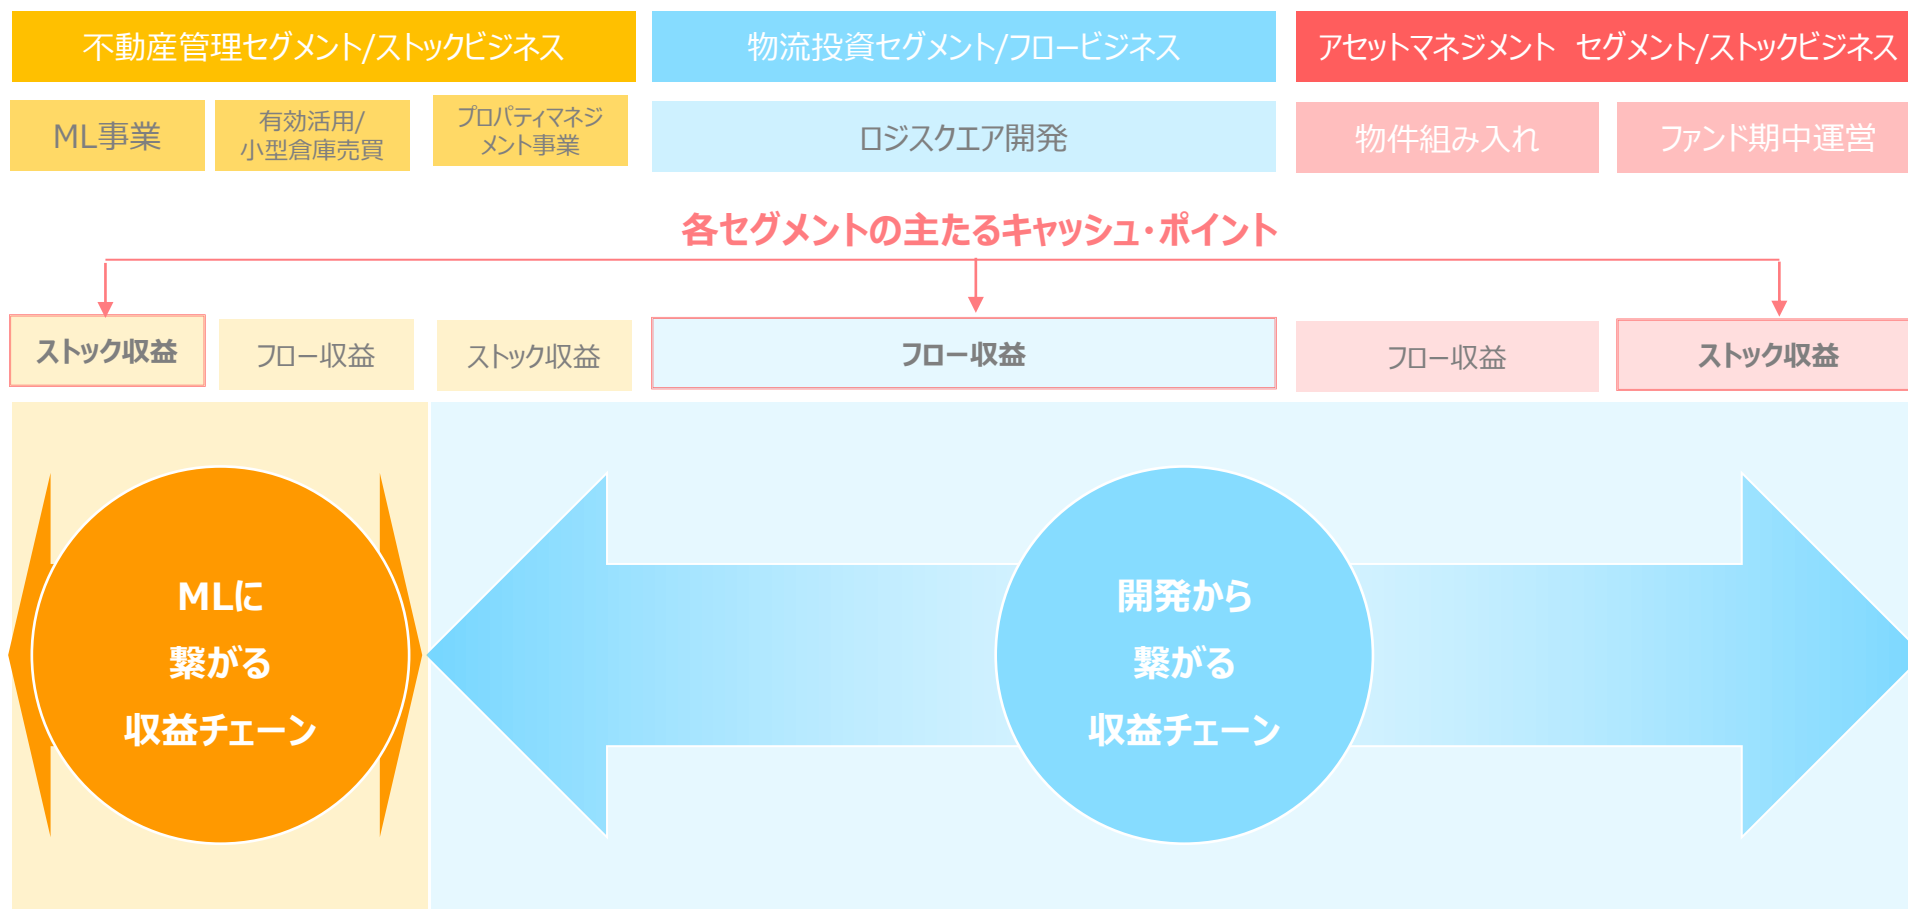 不動産管理セグメント/ストックビジネス
物流投資セグメント/フロービジネス
アセットマネジメント　セグメント/ストックビジネス
ML事業
有効活用/
小型倉庫売買
プロパティマネジ
メント事業
ロジスクエア開発
物件組み入れ
ファンド期中運営
各セグメントの主たるキャッシュ・ポイント
ストック収益
フロー収益
ストック収益
フロー収益
フロー収益
ストック収益
MLに
繋がる
収益チェーン
開発から
繋がる
収益チェーン